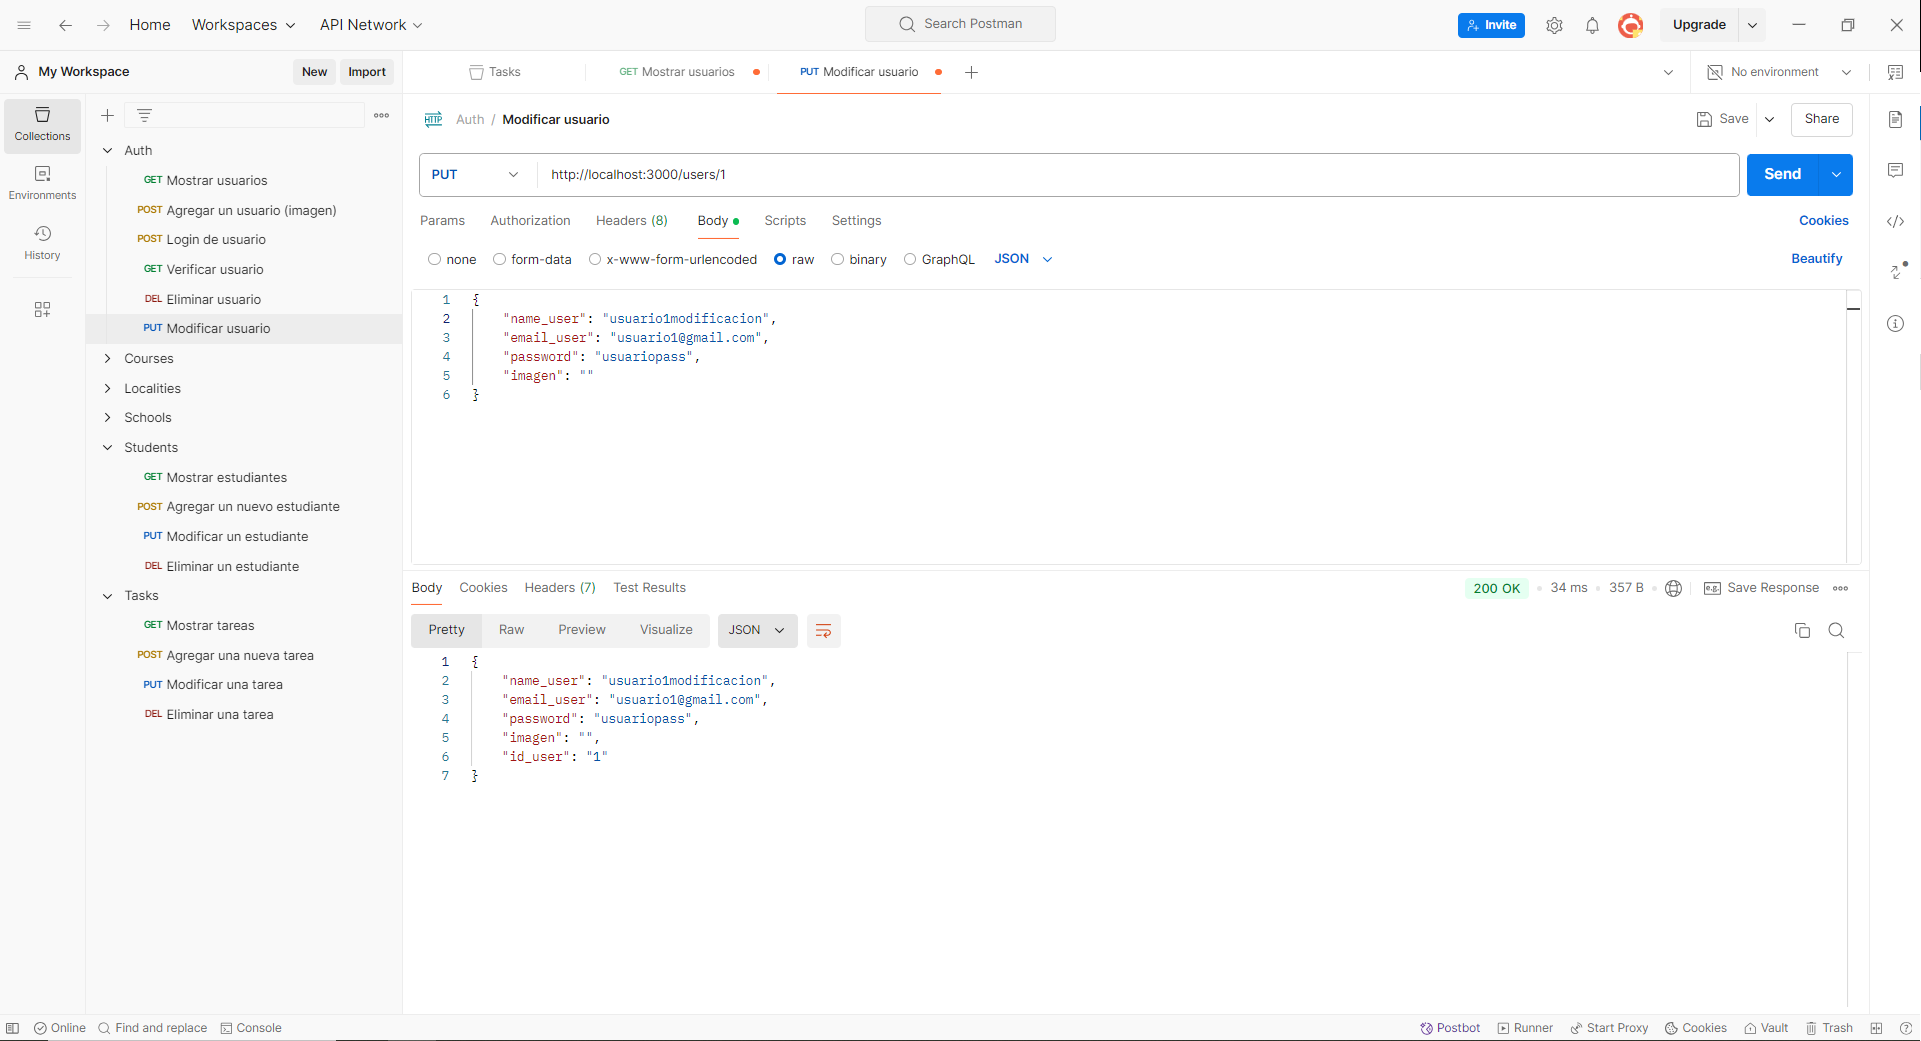 Home Workspaces API Network Search Postman Invite Upgrade
My Workspace New Import Tasks GET Mostrar usuarios PUT Modificar usuario No environment
Collections
Environments
History
Auth
GET Mostrar usuarios
POST Agregar un usuario (imagen)
POST Login de usuario
GET Verificar usuario
DEL Eliminar usuario
PUT Modificar usuario
Courses
Localities
Schools
Students
GET Mostrar estudiantes
POST Agregar un nuevo estudiante
PUT Modificar un estudiante
DEL Eliminar un estudiante
Tasks
GET Mostrar tareas
POST Agregar una nueva tarea
PUT Modificar una tarea
DEL Eliminar una tarea
HTTP Auth / Modificar usuario Save Share
PUT http://localhost:3000/users/1 Send
Params Authorization Headers (8) Body Scripts Settings Cookies
none form-data x-www-form-urlencoded raw binary GraphQL JSON Beautify
1 {
2 "name_user": "usuario1modificacion",
3 "email_user": "usuario1@gmail.com",
4 "password": "usuariopass",
5 "imagen": ""
6 }
Body Cookies Headers (7) Test Results 200 OK 34 ms 357 B e.g. Save Response
Pretty Raw Preview Visualize JSON
1 {
2 "name_user": "usuario1modificacion",
3 "email_user": "usuario1@gmail.com",
4 "password": "usuariopass",
5 "imagen": "",
6 "id_user": "1"
7 }
Online Find and replace Console Postbot Runner Start Proxy Cookies Vault Trash